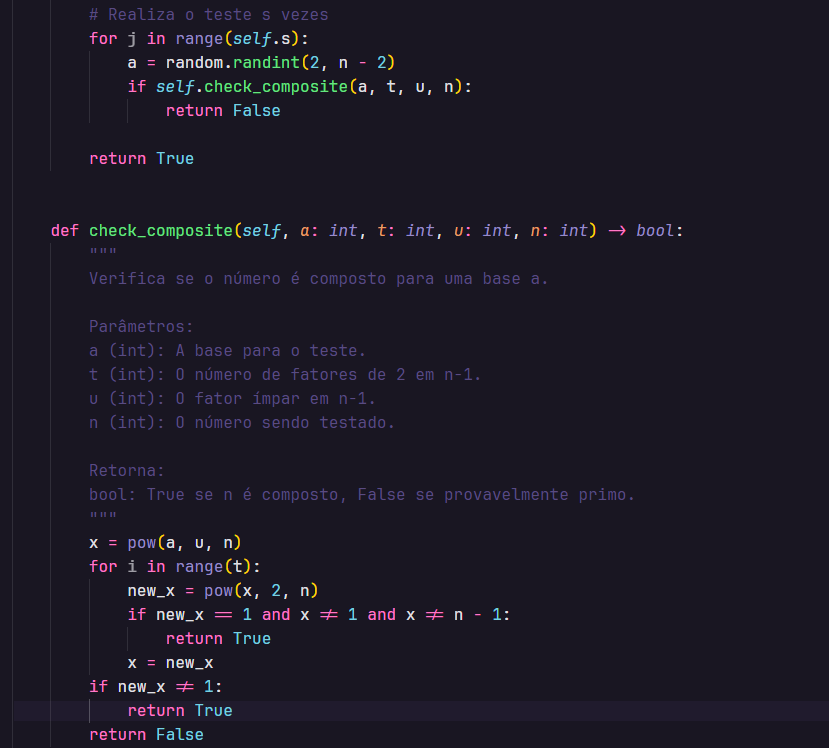 # Realiza o teste s vezes
for j in range(self.s):
a = random.randint(2, n - 2)
if self.check_composite(a, t, u, n):
return False
return True
def check_composite(self, a: int, t: int, u: int, n: int) -> bool:
"""
Verifica se o número é composto para uma base a.
Parâmetros:
a (int): A base para o teste.
t (int): O número de fatores de 2 em n-1.
u (int): O fator ímpar em n-1.
n (int): O número sendo testado.
Retorna:
bool: True se n é composto, False se provavelmente primo.
"""
x = pow(a, u, n)
for i in range(t):
new_x = pow(x, 2, n)
if new_x == 1 and x != 1 and x != n - 1:
return True
x = new_x
if new_x != 1:
return True
return False